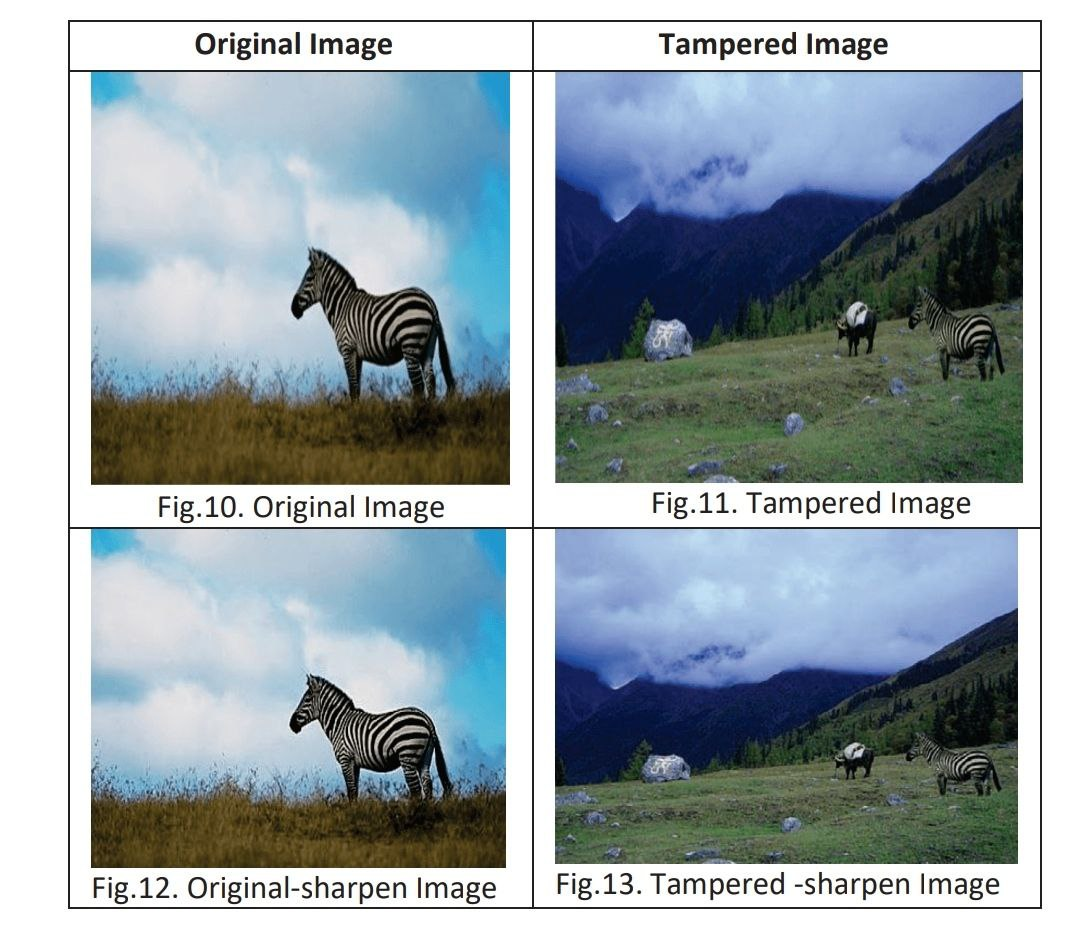 Original Image
Tampered Image
Fig.10. Original Image
Fig.11. Tampered Image
Fig.12. Original-sharpen Image
Fig.13. Tampered -sharpen Image